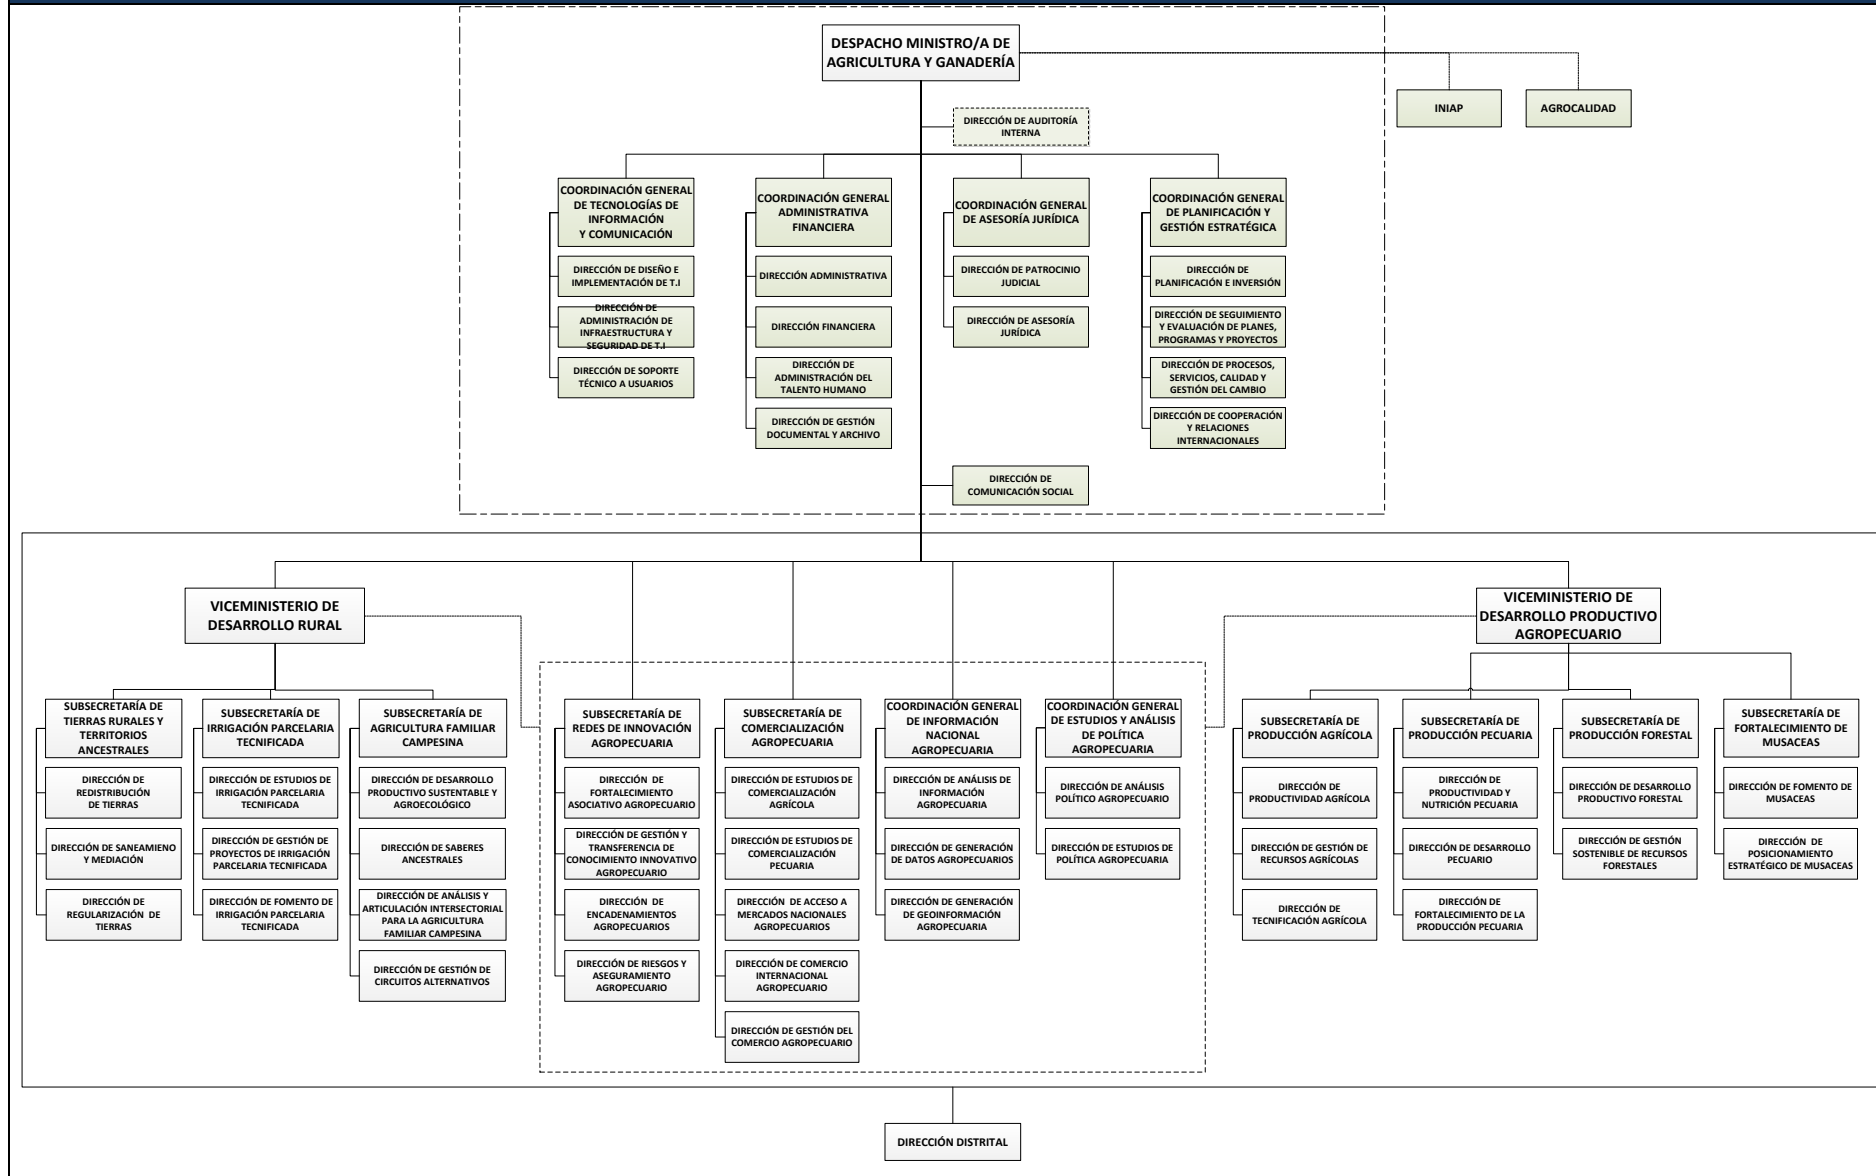 DESPACHO MINISTRO/A DE
AGRICULTURA Y GANADERÍA
INIAP
AGROCALIDAD
DIRECCIÓN DE AUDITORÍA
INTERNA
COORDINACIÓN GENERAL
DE TECNOLOGÍAS DE
INFORMACIÓN
Y COMUNICACIÓN
DIRECCIÓN DE DISEÑO E
IMPLEMENTACIÓN DE T.I
DIRECCIÓN DE
ADMINISTRACIÓN DE
INFRAESTRUCTURA Y
SEGURIDAD DE T.I
DIRECCIÓN DE SOPORTE
TÉCNICO A USUARIOS
COORDINACIÓN GENERAL
ADMINISTRATIVA
FINANCIERA
DIRECCIÓN ADMINISTRATIVA
DIRECCIÓN FINANCIERA
DIRECCIÓN DE
ADMINISTRACIÓN DEL
TALENTO HUMANO
DIRECCIÓN DE GESTIÓN
DOCUMENTAL Y ARCHIVO
COORDINACIÓN GENERAL
DE ASESORÍA JURÍDICA
DIRECCIÓN DE PATROCINIO
JUDICIAL
DIRECCIÓN DE ASESORÍA
JURÍDICA
COORDINACIÓN GENERAL
DE PLANIFICACIÓN Y
GESTIÓN ESTRATÉGICA
DIRECCIÓN DE
PLANIFICACIÓN E INVERSIÓN
DIRECCIÓN DE SEGUIMIENTO
Y EVALUACIÓN DE PLANES,
PROGRAMAS Y PROYECTOS
DIRECCIÓN DE PROCESOS,
SERVICIOS, CALIDAD Y
GESTIÓN DEL CAMBIO
DIRECCIÓN DE COOPERACIÓN
Y RELACIONES
INTERNACIONALES
DIRECCIÓN DE
COMUNICACIÓN SOCIAL
VICEMINISTERIO DE
DESARROLLO RURAL
VICEMINISTERIO DE
DESARROLLO PRODUCTIVO
AGROPECUARIO
SUBSECRETARÍA DE
TIERRAS RURALES Y
TERRITORIOS
ANCESTRALES
DIRECCIÓN DE
REDISTRIBUCIÓN
DE TIERRAS
DIRECCIÓN DE SANEAMIENO
Y MEDIACIÓN
DIRECCIÓN DE
REGULARIZACIÓN DE
TIERRAS
SUBSECRETARÍA DE
IRRIGACIÓN PARCELARIA
TECNIFICADA
DIRECCIÓN DE ESTUDIOS DE
IRRIGACIÓN PARCELARIA
TECNIFICADA
DIRECCIÓN DE GESTIÓN DE
PROYECTOS DE IRRIGACIÓN
PARCELARIA TECNIFICADA
DIRECCIÓN DE FOMENTO DE
IRRIGACIÓN PARCELARIA
TECNIFICADA
SUBSECRETARÍA DE
AGRICULTURA FAMILIAR
CAMPESINA
DIRECCIÓN DE DESARROLLO
PRODUCTIVO SUSTENTABLE Y
AGROECOLÓGICO
DIRECCIÓN DE SABERES
ANCESTRALES
DIRECCIÓN DE ANÁLISIS Y
ARTICULACIÓN INTERSECTORIAL
PARA LA AGRICULTURA
FAMILIAR CAMPESINA
DIRECCIÓN DE GESTIÓN DE
CIRCUITOS ALTERNATIVOS
SUBSECRETARÍA DE
REDES DE INNOVACIÓN
AGROPECUARIA
DIRECCIÓN DE
FORTALECIMIENTO
ASOCIATIVO AGROPECUARIO
DIRECCIÓN DE GESTIÓN Y
TRANSFERENCIA DE
CONOCIMIENTO INNOVATIVO
AGROPECUARIO
DIRECCIÓN DE
ENCADENAMIENTOS
AGROPECUARIOS
DIRECCIÓN DE RIESGOS Y
ASEGURAMIENTO
AGROPECUARIO
SUBSECRETARÍA DE
COMERCIALIZACIÓN
AGROPECUARIA
DIRECCIÓN DE ESTUDIOS DE
COMERCIALIZACIÓN
AGRÍCOLA
DIRECCIÓN DE ESTUDIOS DE
COMERCIALIZACIÓN
PECUARIA
DIRECCIÓN DE ACCESO A
MERCADOS NACIONALES
AGROPECUARIOS
DIRECCIÓN DE COMERCIO
INTERNACIONAL
AGROPECUARIO
DIRECCIÓN DE GESTIÓN DEL
COMERCIO AGROPECUARIO
COORDINACIÓN GENERAL
DE INFORMACIÓN
NACIONAL
AGROPECUARIA
DIRECCIÓN DE ANÁLISIS DE
INFORMACIÓN
AGROPECUARIA
DIRECCIÓN DE GENERACIÓN
DE DATOS AGROPECUARIOS
DIRECCIÓN DE GENERACIÓN
DE GEOINFORMACIÓN
AGROPECUARIA
COORDINACIÓN GENERAL
DE ESTUDIOS Y ANÁLISIS
DE POLÍTICA
AGROPECUARIA
DIRECCIÓN DE ANÁLISIS
POLÍTICO AGROPECUARIO
DIRECCIÓN DE ESTUDIOS DE
POLÍTICA AGROPECUARIA
SUBSECRETARÍA DE
PRODUCCIÓN AGRÍCOLA
DIRECCIÓN DE
PRODUCTIVIDAD AGRÍCOLA
DIRECCIÓN DE GESTIÓN DE
RECURSOS AGRÍCOLAS
DIRECCIÓN DE
TECNIFICACIÓN AGRÍCOLA
SUBSECRETARÍA DE
PRODUCCIÓN PECUARIA
DIRECCIÓN DE
PRODUCTIVIDAD Y
NUTRICIÓN PECUARIA
DIRECCIÓN DE DESARROLLO
PECUARIO
DIRECCIÓN DE
FORTALECIMIENTO DE LA
PRODUCCIÓN PECUARIA
SUBSECRETARÍA DE
PRODUCCIÓN FORESTAL
DIRECCIÓN DE DESARROLLO
PRODUCTIVO FORESTAL
DIRECCIÓN DE GESTIÓN
SOSTENIBLE DE RECURSOS
FORESTALES
SUBSECRETARÍA DE
FORTALECIMIENTO DE
MUSACEAS
DIRECCIÓN DE FOMENTO DE
MUSACEAS
DIRECCIÓN DE
POSICIONAMIENTO
ESTRATÉGICO DE MUSACEAS
DIRECCIÓN DISTRITAL